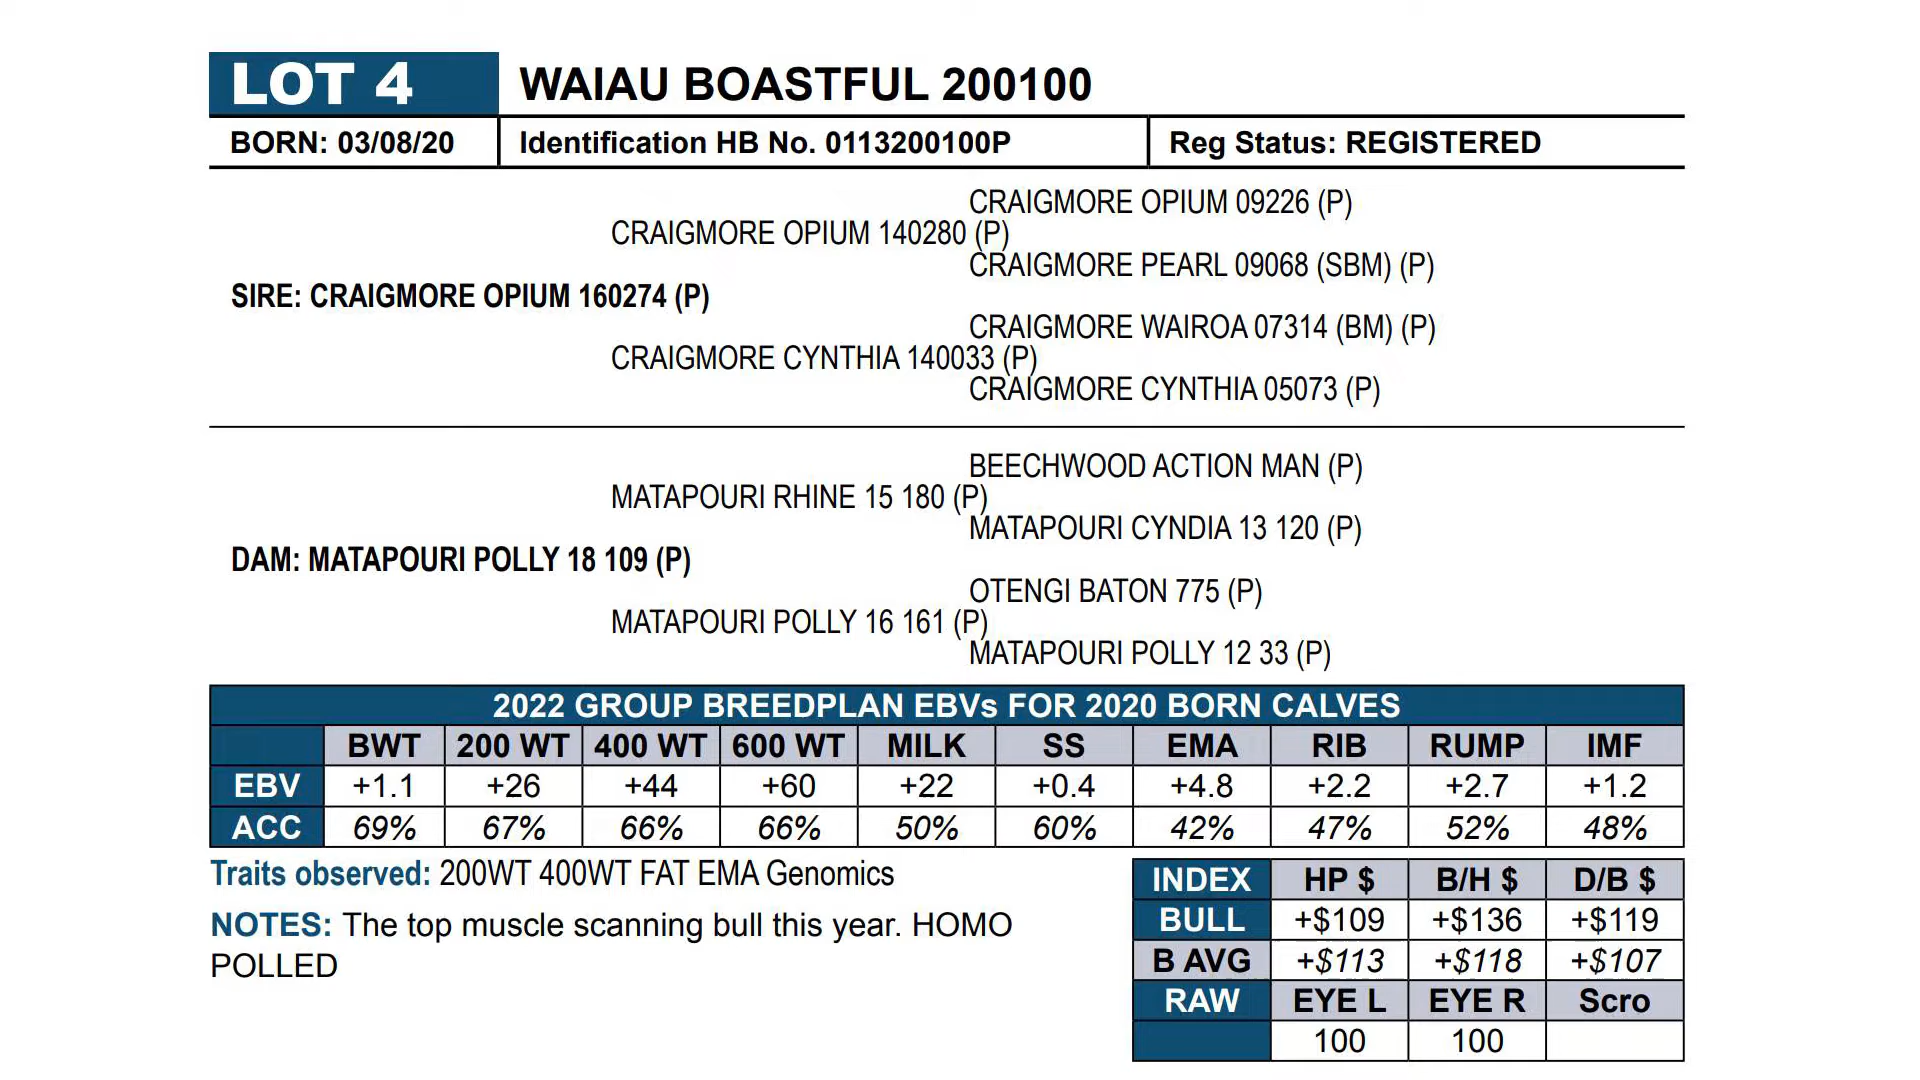 LOT 4 WAIAU BOASTFUL 200100
BORN: 03/08/20 Identification HB No. 0113200100P Reg Status: REGISTERED
CRAIGMORE OPIUM 09226 (P)
CRAIGMORE OPIUM 140280 (P)
CRAIGMORE PEARL 09068 (SBM) (P)
SIRE: CRAIGMORE OPIUM 160274 (P)
CRAIGMORE WAIROA 07314 (BM) (P)
CRAIGMORE CYNTHIA 140033 (P)
CRAIGMORE CYNTHIA 05073 (P)
BEECHWOOD ACTION MAN (P)
MATAPOURI RHINE 15 180 (P)
MATAPOURI CYNDIA 13 120 (P)
DAM: MATAPOURI POLLY 18 109 (P)
OTENGI BATON 775 (P)
MATAPOURI POLLY 16 161 (P)
MATAPOURI POLLY 12 33 (P)
2022 GROUP BREEDPLAN EBVs FOR 2020 BORN CALVES
BWT 200 WT 400 WT 600 WT MILK SS EMA RIB RUMP IMF
EBV +1.1 +26 +44 +60 +22 +0.4 +4.8 +2.2 +2.7 +1.2
ACC 69% 67% 66% 66% 50% 60% 42% 47% 52% 48%
Traits observed: 200WT 400WT FAT EMA Genomics
NOTES: The top muscle scanning bull this year. HOMO
POLLED
INDEX HP $ B/H $ D/B $
BULL +$109 +$136 +$119
B AVG +$113 +$118 +$107
RAW EYE L EYE R Scro
100 100